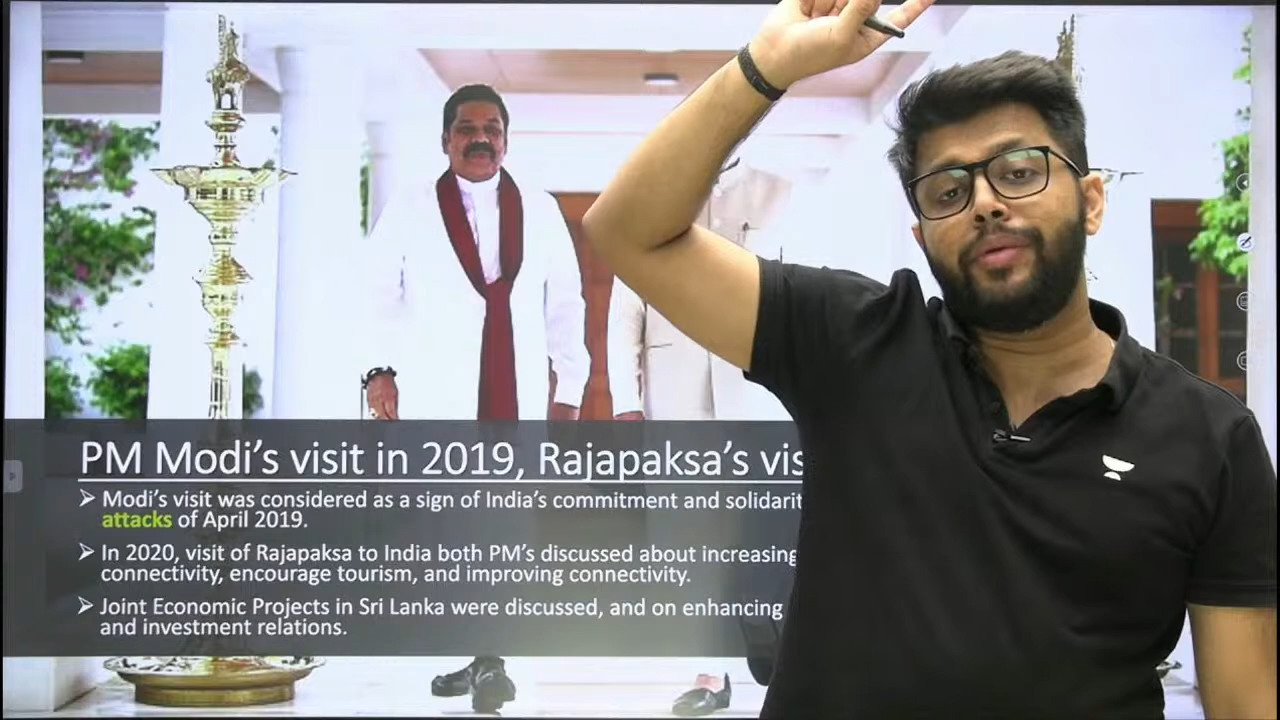 PM Modi's visit in 2019, Rajapaksa's
➢ Modi's visit was considered as a sign of India's commitment and
attacks of April 2019.
➢ In 2020, visit of Rajapaksa to India both PM's discussed about increasing
connectivity, encourage tourism, and improving connectivity.
➢ Joint Economic Projects in Sri Lanka were discussed, and on enhancing
and investment relations.